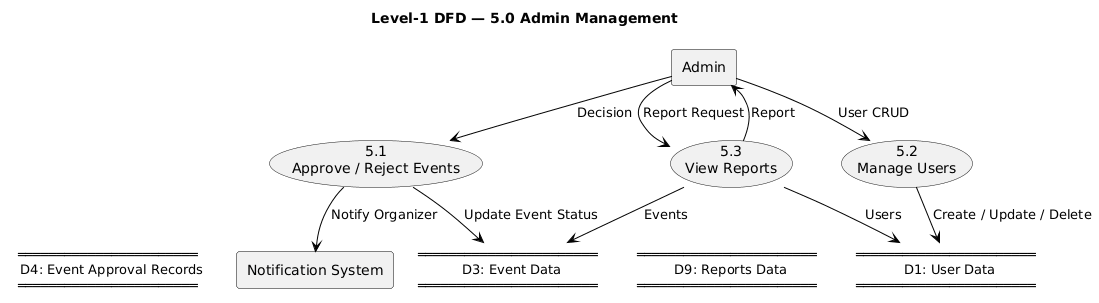 Level-1 DFD — 5.0 Admin Management
Admin
Decision
Report Request
Report
User CRUD
5.1
Approve / Reject Events
5.3
View Reports
5.2
Manage Users
Notify Organizer
Update Event Status
Events
Users
Create / Update / Delete
D4: Event Approval Records
Notification System
D3: Event Data
D9: Reports Data
D1: User Data